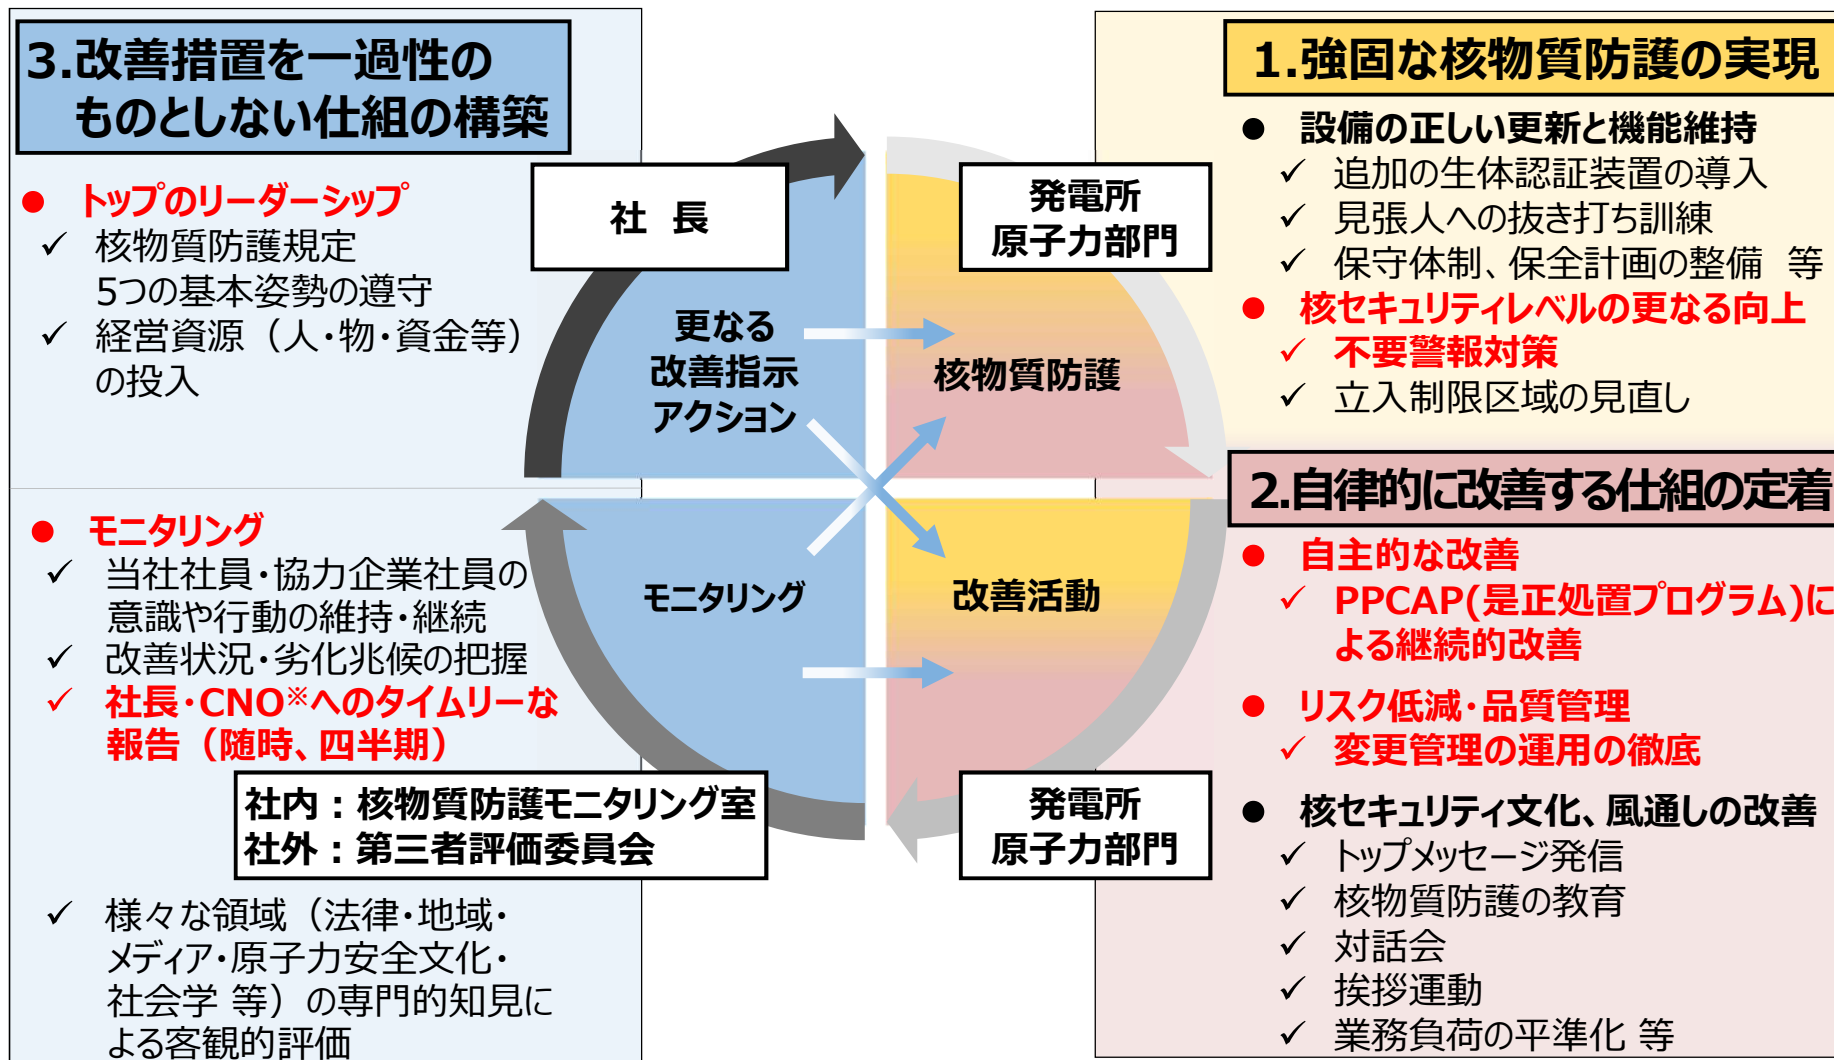 3.改善措置を一過性の
ものとしない仕組の構築
● トップのリーダーシップ
✓ 核物質防護規定
5つの基本姿勢の遵守
✓ 経営資源（人・物・資金等）
の投入
● モニタリング
✓ 当社社員・協力企業社員の
意識や行動の維持・継続
✓ 改善状況・劣化兆候の把握
✓ 社長・CNO※へのタイムリーな
報告（随時、四半期）
社内：核物質防護モニタリング室
社外：第三者評価委員会
✓ 様々な領域（法律・地域・
メディア・原子力安全文化・
社会学 等）の専門的知見に
よる客観的評価
社 長
更なる
改善指示
アクション
モニタリング
発電所
原子力部門
核物質防護
改善活動
発電所
原子力部門
1.強固な核物質防護の実現
● 設備の正しい更新と機能維持
✓ 追加の生体認証装置の導入
✓ 見張人への抜き打ち訓練
✓ 保守体制、保全計画の整備 等
● 核セキュリティレベルの更なる向上
✓ 不要警報対策
✓ 立入制限区域の見直し
2.自律的に改善する仕組の定着
● 自主的な改善
✓ PPCAP(是正処置プログラム)に
よる継続的改善
● リスク低減・品質管理
✓ 変更管理の運用の徹底
● 核セキュリティ文化、風通しの改善
✓ トップメッセージ発信
✓ 核物質防護の教育
✓ 対話会
✓ 挨拶運動
✓ 業務負荷の平準化 等